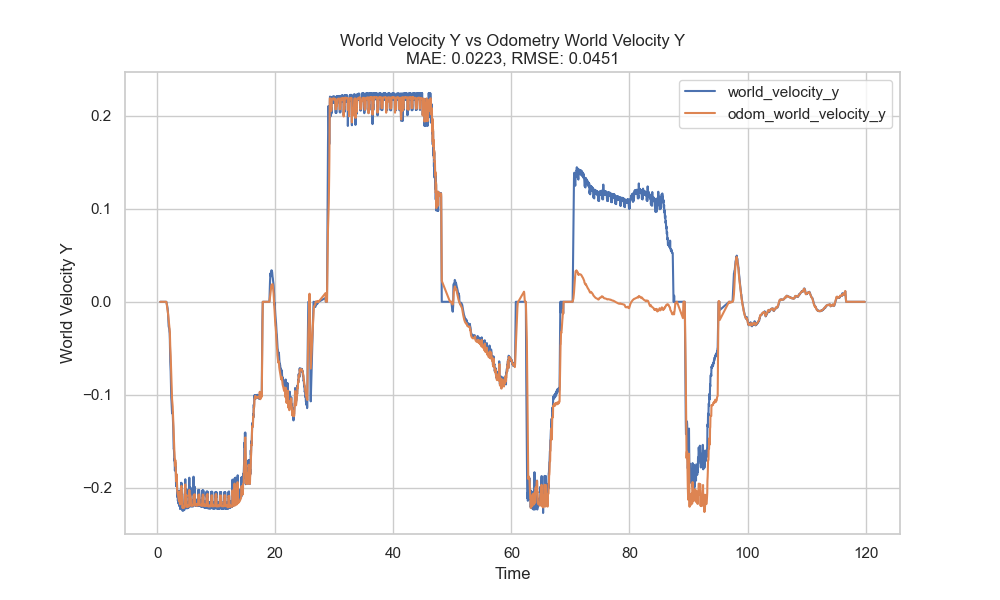 World Velocity Y vs Odometry World Velocity Y
MAE: 0.0223, RMSE: 0.0451
world_velocity_y
odom_world_velocity_y
World Velocity Y
0.2
0.1
0.0
−0.1
−0.2
0 20 40 60 80 100 120
Time